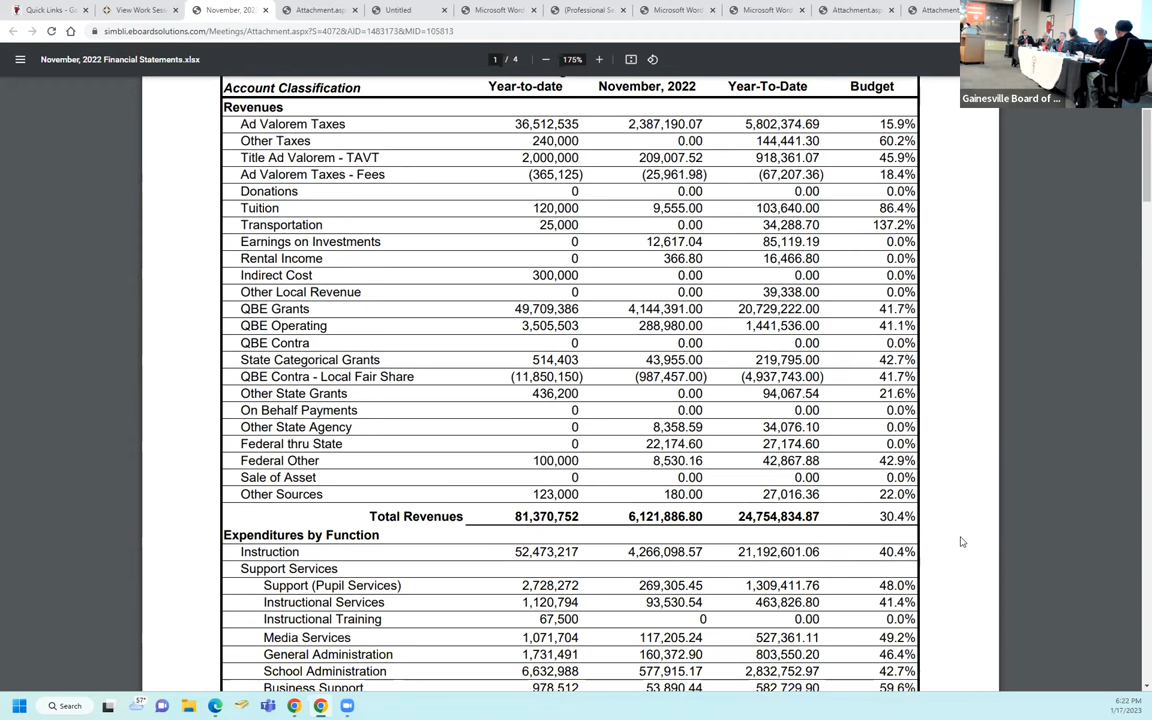 Quick Links - G
View Work Sess
November, 202
Attachment.asp
Untitled
Microsoft Word
(Professional Se
Microsoft Word
Microsoft Word
Attachment.asp
Attachment.asp
simbli.eboardsolutions.com/Meetings/Attachment.aspx?S=4072&AID=1483173&MID=105813
November, 2022 Financial Statements.xlsx
1 / 4
175%
Gainesville Board of ...
Account Classification Year-to-date November, 2022 Year-To-Date Budget
Revenues
Ad Valorem Taxes 36,512,535 2,387,190.07 5,802,374.69 15.9%
Other Taxes 240,000 0.00 144,441.30 60.2%
Title Ad Valorem - TAVT 2,000,000 209,007.52 918,361.07 45.9%
Ad Valorem Taxes - Fees (365,125) (25,961.98) (67,207.36) 18.4%
Donations 0 0.00 0.00 0.0%
Tuition 120,000 9,555.00 103,640.00 86.4%
Transportation 25,000 0.00 34,288.70 137.2%
Earnings on Investments 0 12,617.04 85,119.19 0.0%
Rental Income 0 366.80 16,466.80 0.0%
Indirect Cost 300,000 0.00 0.00 0.0%
Other Local Revenue 0 0.00 39,338.00 0.0%
QBE Grants 49,709,386 4,144,391.00 20,729,222.00 41.7%
QBE Operating 3,505,503 288,980.00 1,441,536.00 41.1%
QBE Contra 0 0.00 0.00 0.0%
State Categorical Grants 514,403 43,955.00 219,795.00 42.7%
QBE Contra - Local Fair Share (11,850,150) (987,457.00) (4,937,743.00) 41.7%
Other State Grants 436,200 0.00 94,067.54 21.6%
On Behalf Payments 0 0.00 0.00 0.0%
Other State Agency 0 8,358.59 34,076.10 0.0%
Federal thru State 0 22,174.60 27,174.60 0.0%
Federal Other 100,000 8,530.16 42,867.88 42.9%
Sale of Asset 0 0.00 0.00 0.0%
Other Sources 123,000 180.00 27,016.36 22.0%
Total Revenues 81,370,752 6,121,886.80 24,754,834.87 30.4%
Expenditures by Function
Instruction 52,473,217 4,266,098.57 21,192,601.06 40.4%
Support Services
Support (Pupil Services) 2,728,272 269,305.45 1,309,411.76 48.0%
Instructional Services 1,120,794 93,530.54 463,826.80 41.4%
Instructional Training 67,500 0 0.00 0.0%
Media Services 1,071,704 117,205.24 527,361.11 49.2%
General Administration 1,731,491 160,372.90 803,550.20 46.4%
School Administration 6,632,988 577,915.17 2,832,752.97 42.7%
Business Support 978,512 53,890.44 582,729.90 59.6%
57°
Search
6:22 PM
1/17/2023